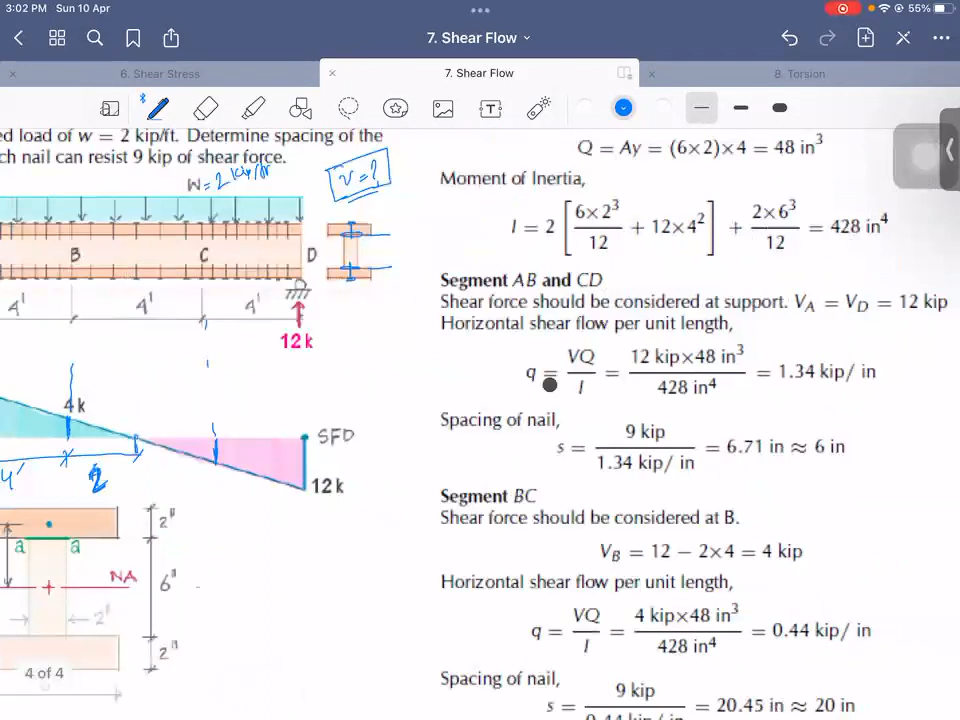 3:02 PM Sun 10 Apr
55%
7. Shear Flow
6. Shear Stress
7. Shear Flow
8. Torsion
ed load of w = 2 kip/ft. Determine spacing of the
ch nail can resist 9 kip of shear force.
W = 2 kip/ft
V = ?
B
C
D
4'
4'
4'
12 k
4 k
SFD
4'
2
12 k
2"
a
a
NA
6"
2"
2"
4 of 4
Q = Ay = (6×2)×4 = 48 in³
Moment of Inertia,
I = 2 [ 6×2³ / 12 + 12×4² ] + 2×6³ / 12 = 428 in⁴
Segment AB and CD
Shear force should be considered at support. V_A = V_D = 12 kip
Horizontal shear flow per unit length,
q = VQ / I = 12 kip×48 in³ / 428 in⁴ = 1.34 kip/ in
Spacing of nail,
s = 9 kip / 1.34 kip/ in = 6.71 in ≈ 6 in
Segment BC
Shear force should be considered at B.
V_B = 12 − 2×4 = 4 kip
Horizontal shear flow per unit length,
q = VQ / I = 4 kip×48 in³ / 428 in⁴ = 0.44 kip/ in
Spacing of nail,
s = 9 kip / 0.44 kip/ in = 20.45 in ≈ 20 in